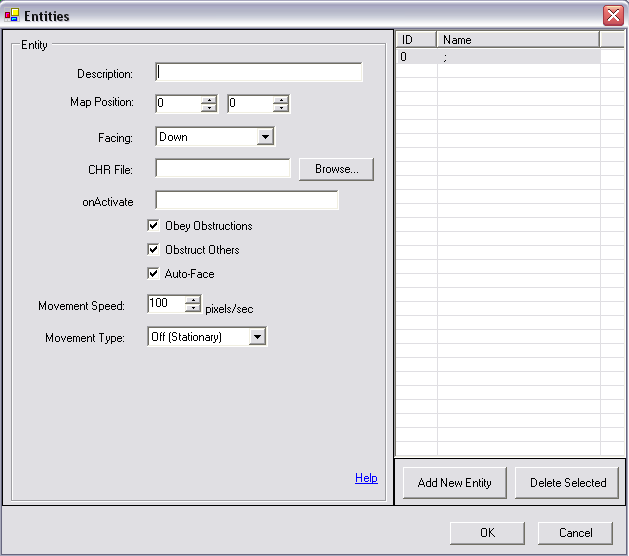 Entities
Entity
Description:
Map Position: 0 0
Facing: Down
CHR File: Browse...
onActivate
Obey Obstructions
Obstruct Others
Auto-Face
Movement Speed: 100 pixels/sec
Movement Type: Off (Stationary)
Help
ID Name
0 ;
Add New Entity Delete Selected
OK Cancel